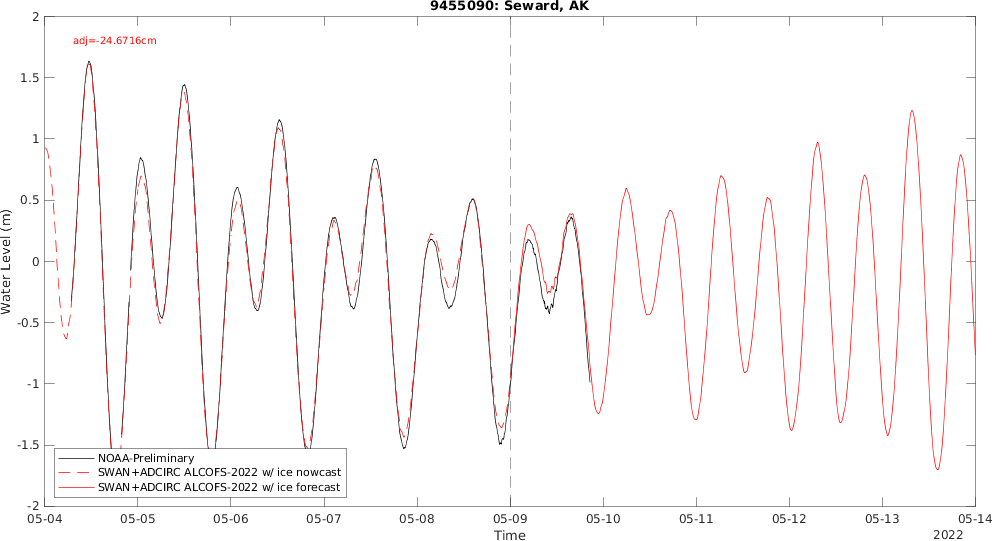 9455090: Seward, AK
adj=-24.6716cm
2
1.5
1
0.5
0
-0.5
-1
-1.5
-2
Water Level (m)
NOAA-Preliminary
SWAN+ADCIRC ALCOFS-2022 w/ ice nowcast
SWAN+ADCIRC ALCOFS-2022 w/ ice forecast
05-04 05-05 05-06 05-07 05-08 05-09 05-10 05-11 05-12 05-13 05-14
Time
2022